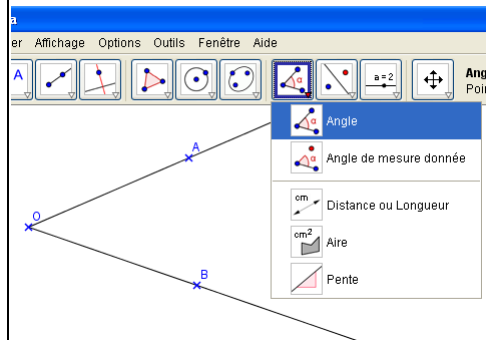 a
er Affichage Options Outils Fenêtre Aide
A
α
a = 2
Ang
Poin
α Angle
α Angle de mesure donnée
cm Distance ou Longueur
cm² Aire
Pente
A
O
B